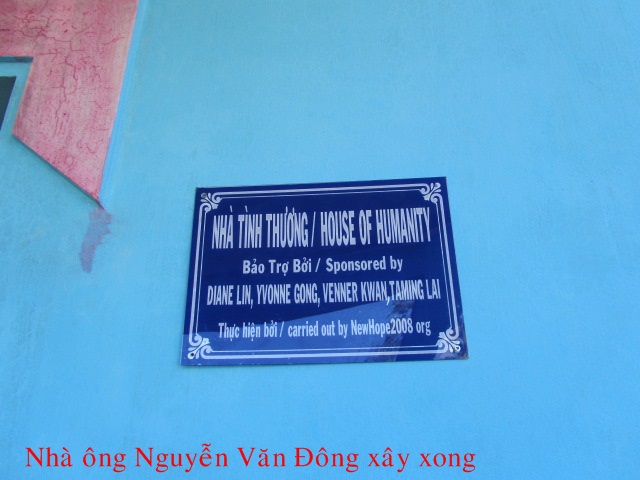 NHÀ TÌNH THƯƠNG / HOUSE OF HUMANITY
Bảo Trợ Bởi / Sponsored by
DIANE LIN, YVONNE GONG, VENNER KWAN,TAMING LAI
Thực hiện bởi / carried out by NewHope2008 org
Nhà ông Nguyễn Văn Đông xây xong